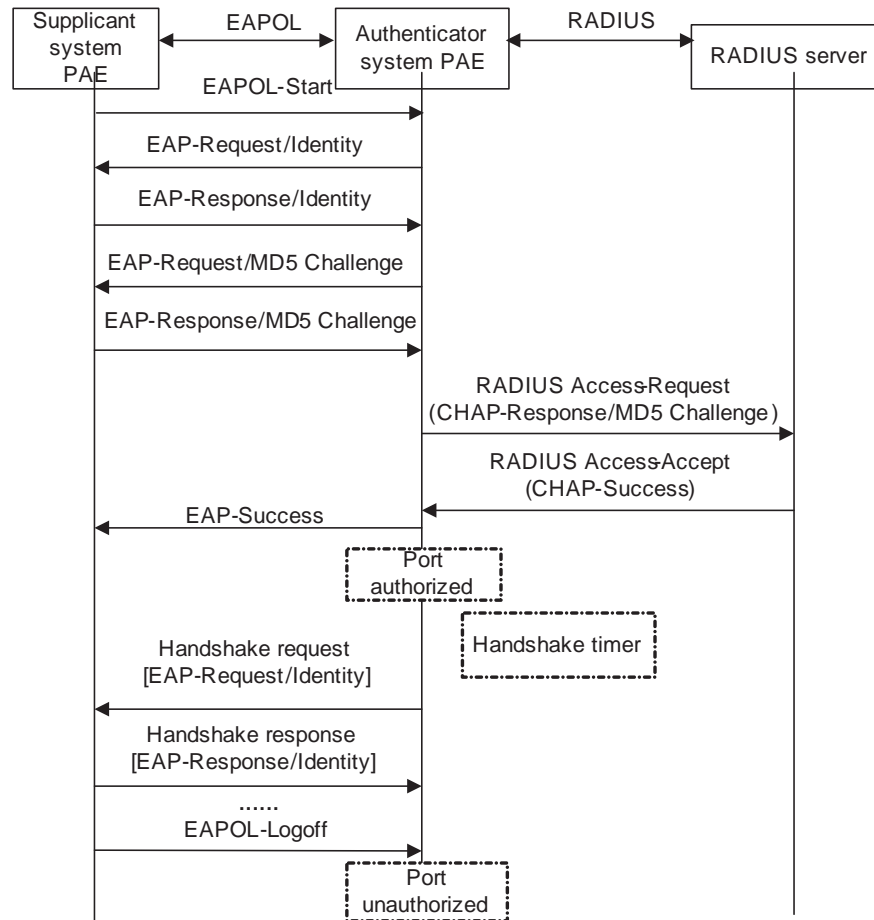 Supplicant
system
PAE
EAPOL
Authenticator
system PAE
RADIUS
RADIUS server
EAPOL-Start
EAP-Request/Identity
EAP-Response/Identity
EAP-Request/MD5 Challenge
EAP-Response/MD5 Challenge
RADIUS Access-Request
(CHAP-Response/MD5 Challenge)
RADIUS Access-Accept
(CHAP-Success)
EAP-Success
Port
authorized
Handshake timer
Handshake request
[EAP-Request/Identity]
Handshake response
[EAP-Response/Identity]
......
EAPOL-Logoff
Port
unauthorized